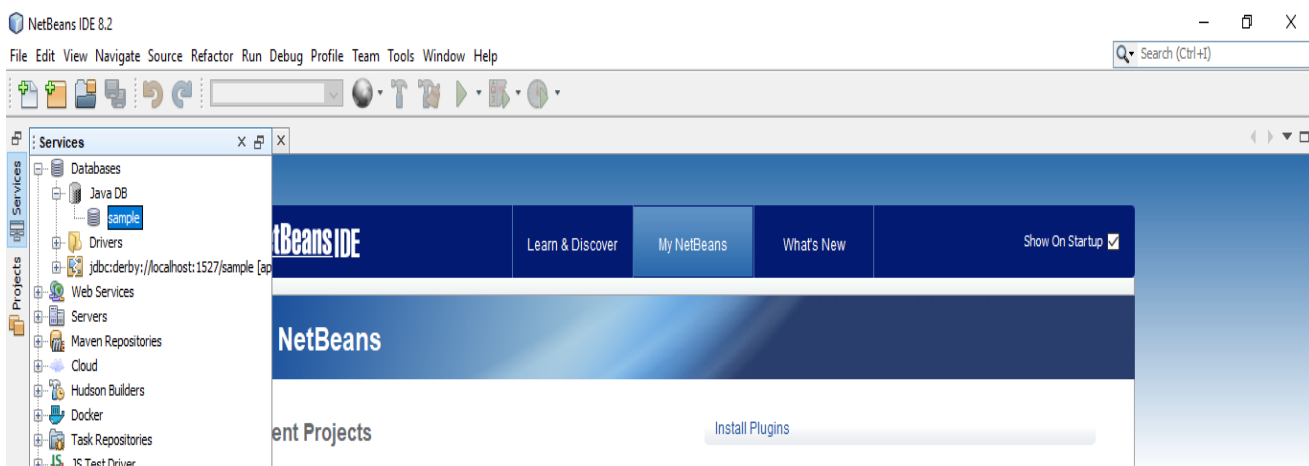 NetBeans IDE 8.2
File Edit View Navigate Source Refactor Run Debug Profile Team Tools Window Help
Search (Ctrl+I)
Services
Services
Projects
Databases
Java DB
sample
Drivers
jdbc:derby://localhost:1527/sample [ap
Web Services
Servers
Maven Repositories
Cloud
Hudson Builders
Docker
Task Repositories
JS Test Driver
tBeans IDE
Learn & Discover
My NetBeans
What's New
Show On Startup
NetBeans
ent Projects
Install Plugins